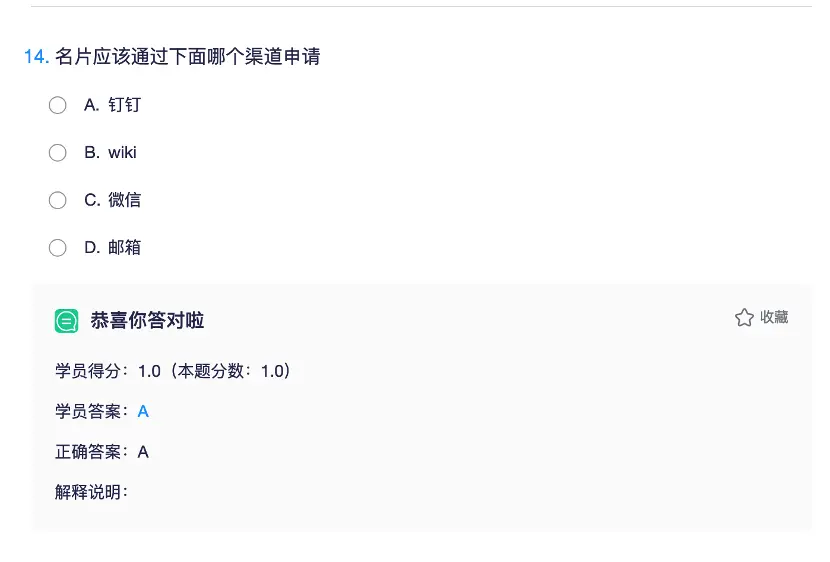 14. 名片应该通过下面哪个渠道申请
A. 钉钉
B. wiki
C. 微信
D. 邮箱
恭喜你答对啦
收藏
学员得分：1.0（本题分数：1.0）
学员答案：A
正确答案：A
解释说明：